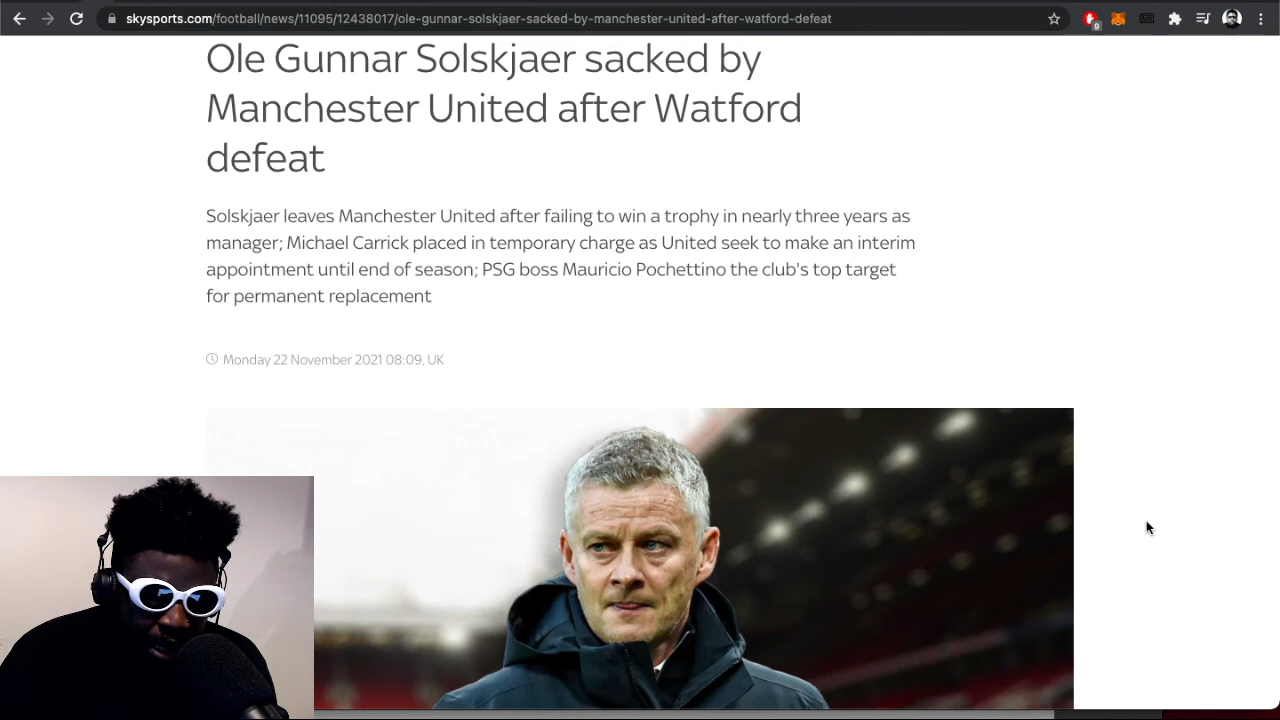 skysports.com/football/news/11095/12438017/ole-gunnar-solskjaer-sacked-by-manchester-united-after-watford-defeat
9
Ole Gunnar Solskjaer sacked by
Manchester United after Watford
defeat
Solskjaer leaves Manchester United after failing to win a trophy in nearly three years as
manager; Michael Carrick placed in temporary charge as United seek to make an interim
appointment until end of season; PSG boss Mauricio Pochettino the club's top target
for permanent replacement
Monday 22 November 2021 08:09, UK